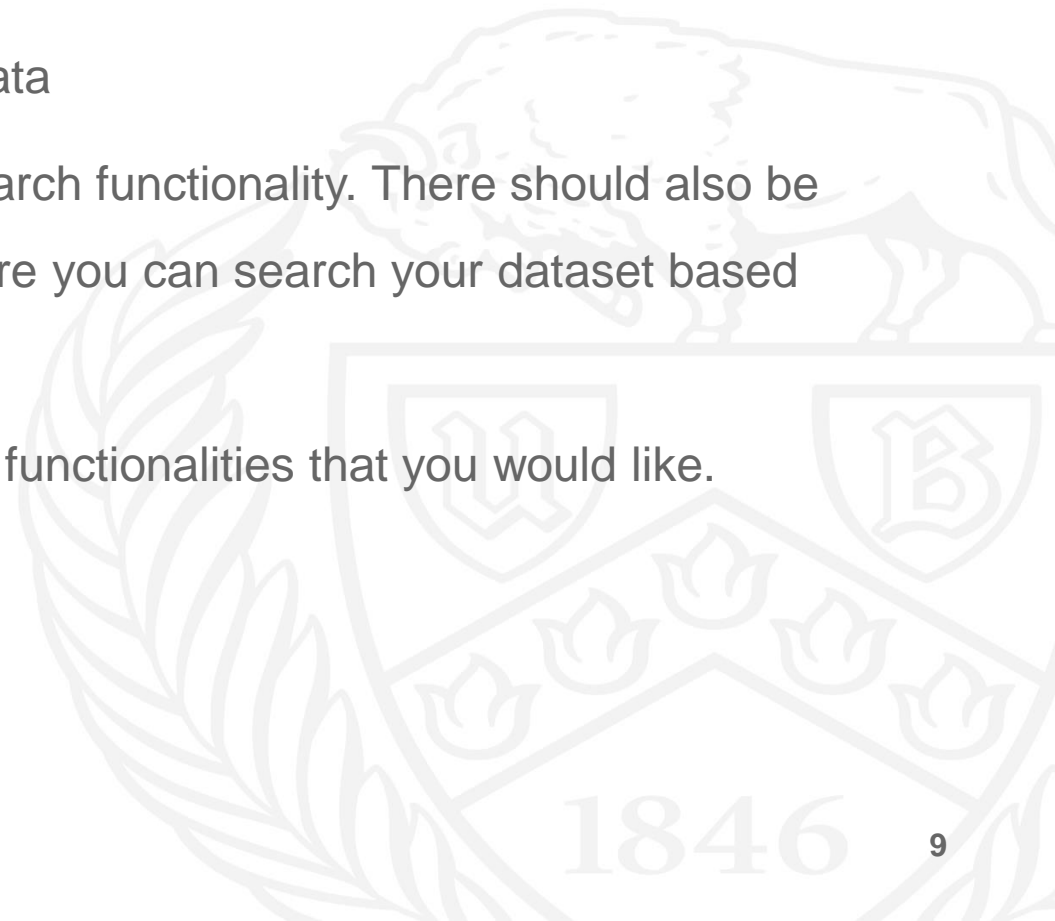 ata
arch functionality. There should also be
re you can search your dataset based
functionalities that you would like.
U B
1846
9